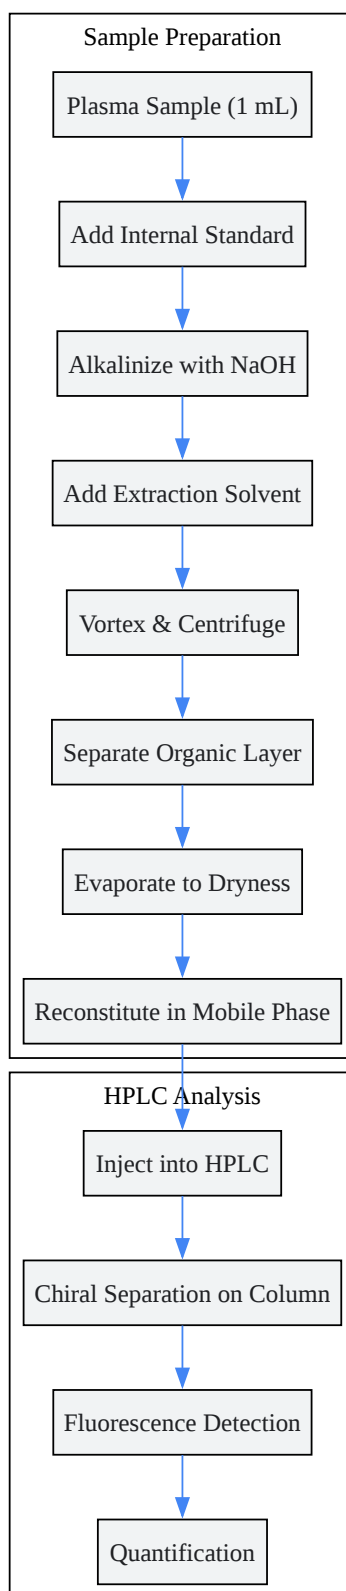 Sample Preparation
Plasma Sample (1 mL)
Add Internal Standard
Alkalinize with NaOH
Add Extraction Solvent
Vortex & Centrifuge
Separate Organic Layer
Evaporate to Dryness
Reconstitute in Mobile Phase
HPLC Analysis
Inject into HPLC
Chiral Separation on Column
Fluorescence Detection
Quantification